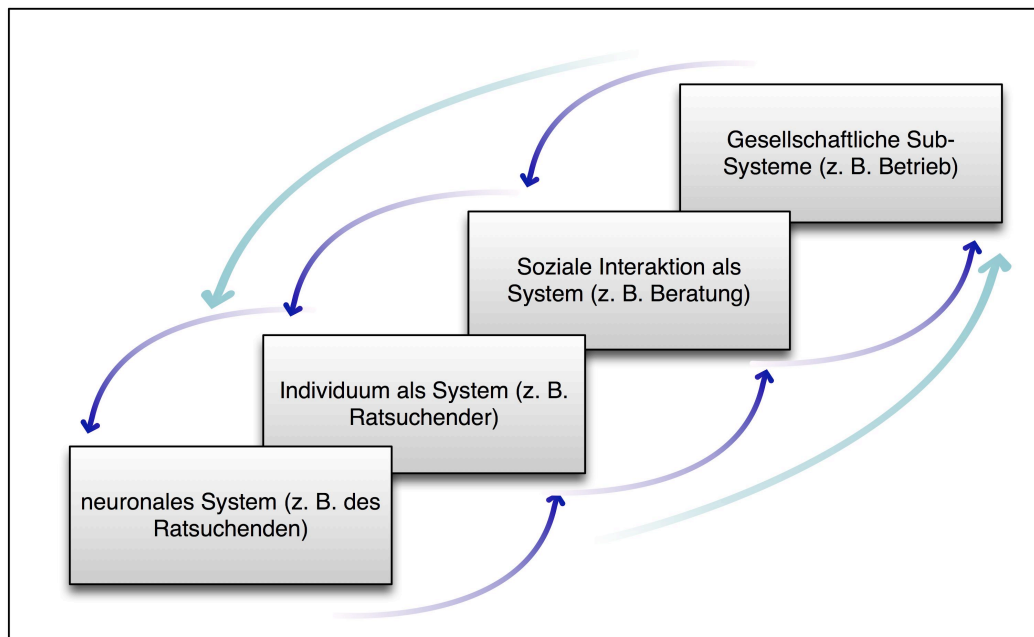 Gesellschaftliche Sub-
Systeme (z. B. Betrieb)
Soziale Interaktion als
System (z. B. Beratung)
Individuum als System (z. B.
Ratsuchender)
neuronales System (z. B. des
Ratsuchenden)